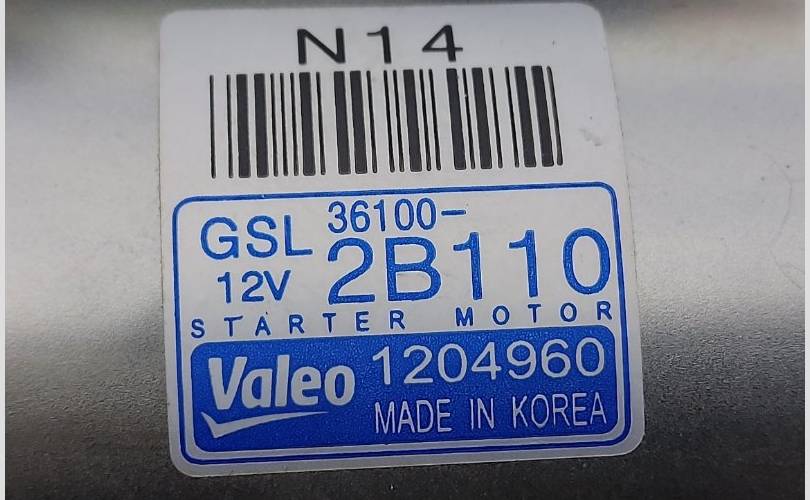 N14
GSL 36100-
12V 2B110
STARTER MOTOR
Valeo 1204960
MADE IN KOREA